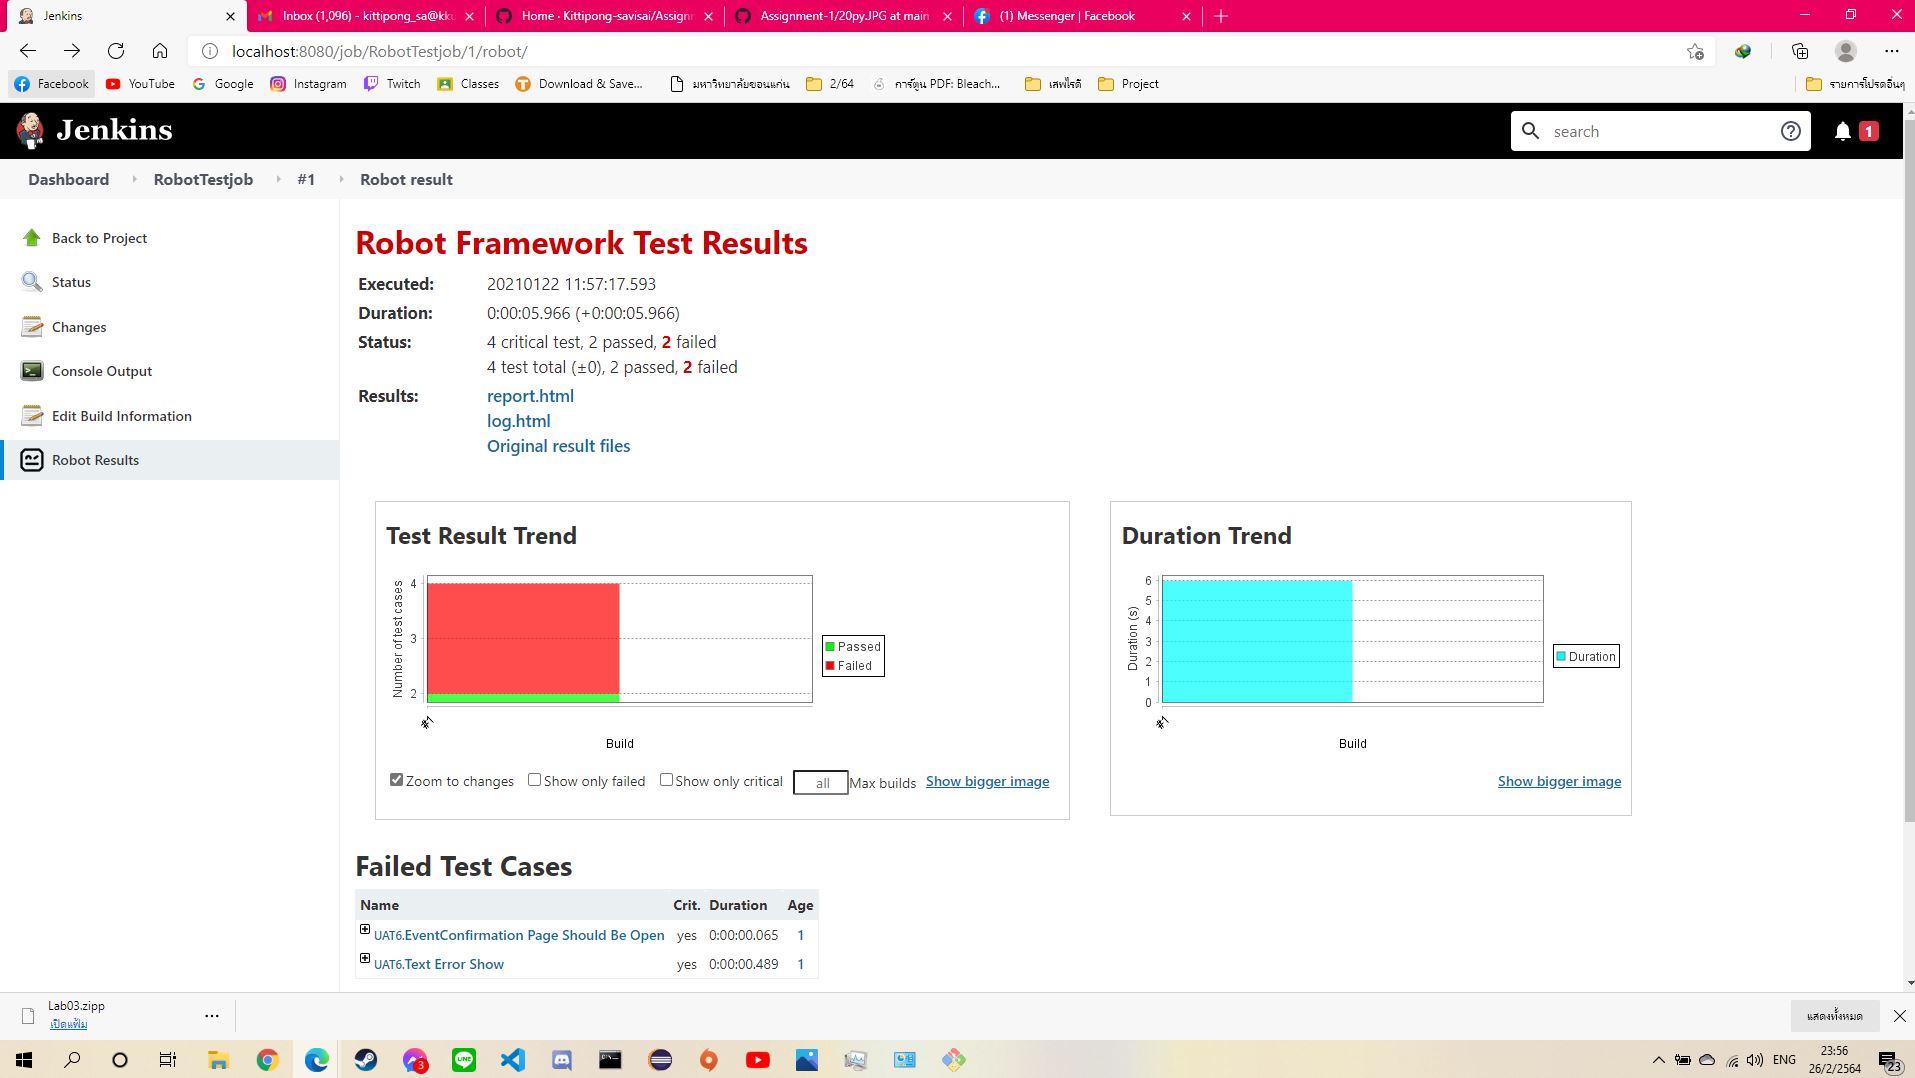 Jenkins
Inbox (1,096) - kittipong_sa@kku
Home · Kittipong-savisai/Assignm
Assignment-1/20pyJPG at main
(1) Messenger | Facebook
localhost:8080/job/RobotTestjob/1/robot/
Facebook
YouTube
Google
Instagram
Twitch
Classes
Download & Save...
มหาวิทยาลัยขอนแก่น
2/64
การ์ตูน PDF: Bleach...
เสพไรดี
Project
รายการโปรดอื่นๆ
Jenkins
search
1
Dashboard
RobotTestjob
#1
Robot result
Back to Project
Status
Changes
Console Output
Edit Build Information
Robot Results
Robot Framework Test Results
Executed: 20210122 11:57:17.593
Duration: 0:00:05.966 (+0:00:05.966)
Status: 4 critical test, 2 passed, 2 failed
4 test total (±0), 2 passed, 2 failed
Results: report.html
log.html
Original result files
Test Result Trend
Number of test cases
4
3
2
#1
Build
Passed
Failed
Zoom to changes
Show only failed
Show only critical
all Max builds
Show bigger image
Duration Trend
Duration (s)
6
5
4
3
2
1
0
#1
Build
Duration
Show bigger image
Failed Test Cases
Name Crit. Duration Age
UAT6.EventConfirmation Page Should Be Open yes 0:00:00.065 1
UAT6.Text Error Show yes 0:00:00.489 1
Lab03.zipp
เปิดแฟ้ม
แสดงทั้งหมด
3
ENG
23:56
26/2/2564
23